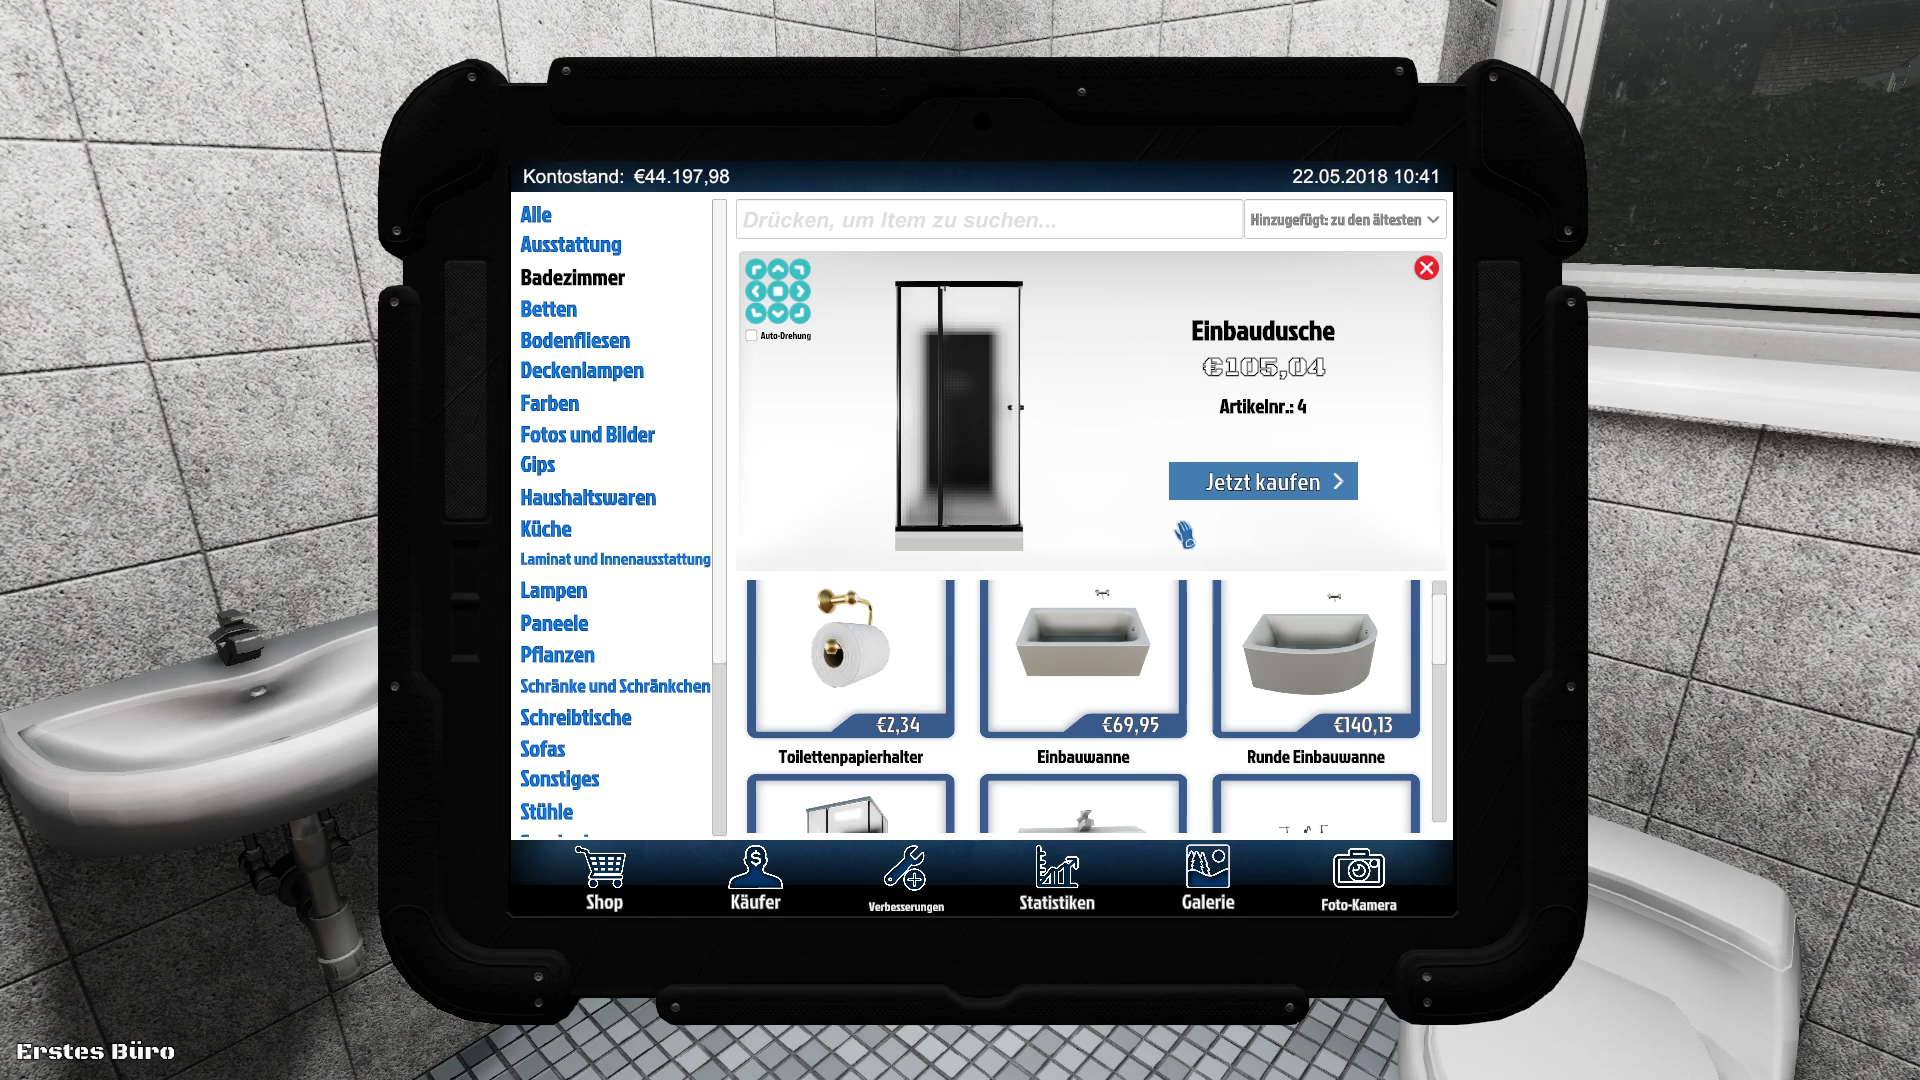 Kontostand: €44.197,98
22.05.2018 10:41
Alle
Ausstattung
Badezimmer
Betten
Bodenfliesen
Deckenlampen
Farben
Fotos und Bilder
Gips
Haushaltswaren
Küche
Laminat und Innenausstattung
Lampen
Paneele
Pflanzen
Schränke und Schränkchen
Schreibtische
Sofas
Sonstiges
Stühle
Drücken, um Item zu suchen...
Hinzugefügt: zu den ältesten
Auto-Drehung
Einbaudusche
€105,04
Artikelnr.: 4
Jetzt kaufen
€2,34
€69,95
€140,13
Toilettenpapierhalter
Einbauwanne
Runde Einbauwanne
Shop
Käufer
Verbesserungen
Statistiken
Galerie
Foto-Kamera
Erstes Büro